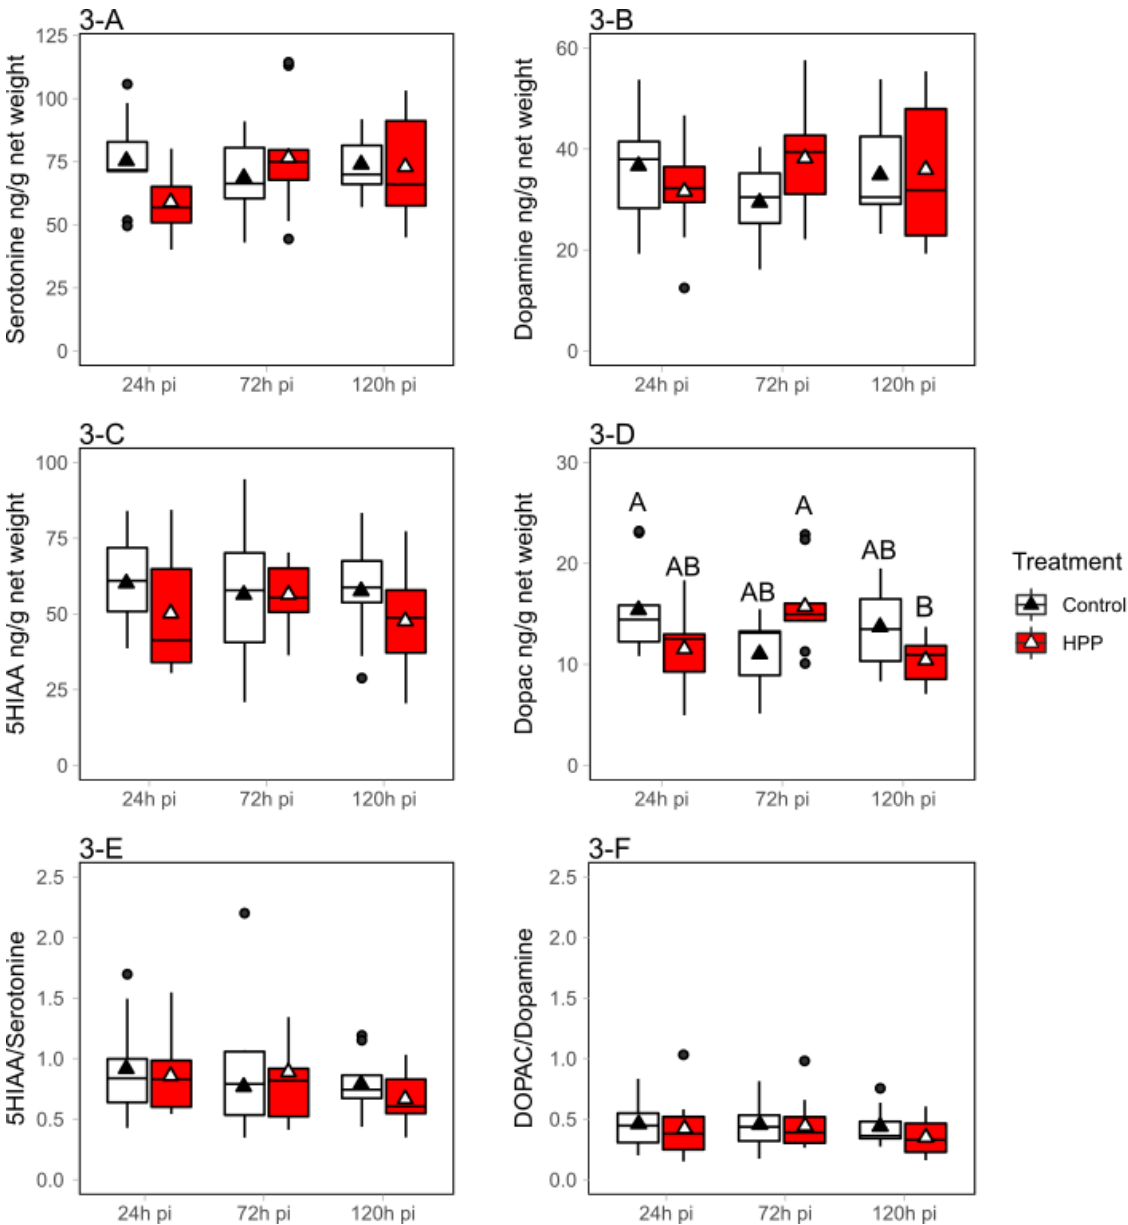 3-A
Serotonine ng/g net weight
125
100
75
50
25
0
24h pi
72h pi
120h pi
3-B
Dopamine ng/g net weight
60
40
20
0
24h pi
72h pi
120h pi
3-C
5HIAA ng/g net weight
100
75
50
25
0
24h pi
72h pi
120h pi
3-D
Dopac ng/g net weight
30
20
10
0
A
AB
AB
A
AB
B
24h pi
72h pi
120h pi
Treatment
Control
HPP
3-E
5HIAA/Serotonine
2.5
2.0
1.5
1.0
0.5
0.0
24h pi
72h pi
120h pi
3-F
DOPAC/Dopamine
2.5
2.0
1.5
1.0
0.5
0.0
24h pi
72h pi
120h pi